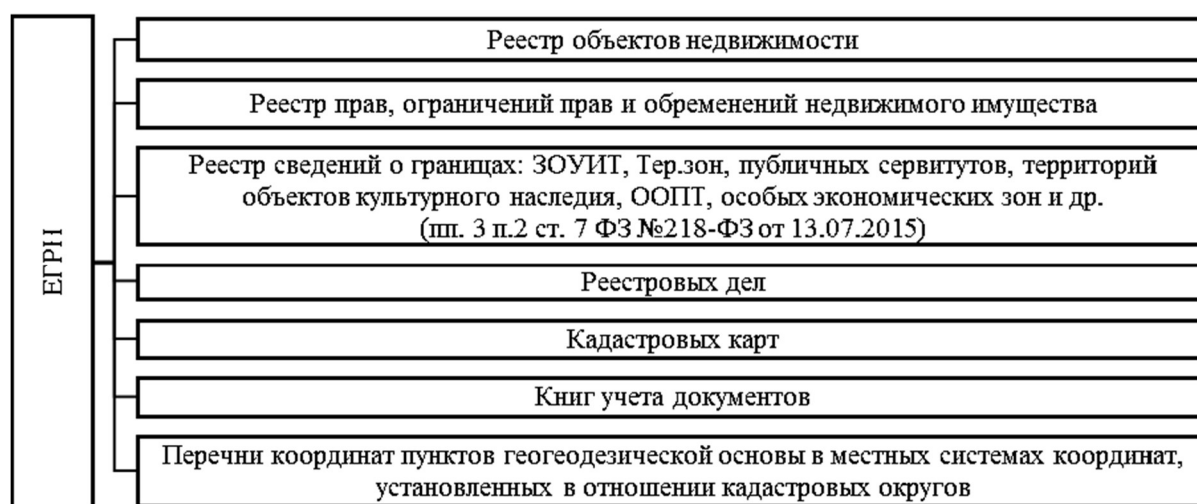 ЕГРН
Реестр объектов недвижимости
Реестр прав, ограничений прав и обременений недвижимого имущества
Реестр сведений о границах: ЗОУИТ, Тер.зон, публичных сервитутов, территорий
объектов культурного наследия, ООПТ, особых экономических зон и др.
(пп. 3 п.2 ст. 7 ФЗ №218-ФЗ от 13.07.2015)
Реестровых дел
Кадастровых карт
Книг учета документов
Перечни координат пунктов геогеодезической основы в местных системах координат,
установленных в отношении кадастровых округов